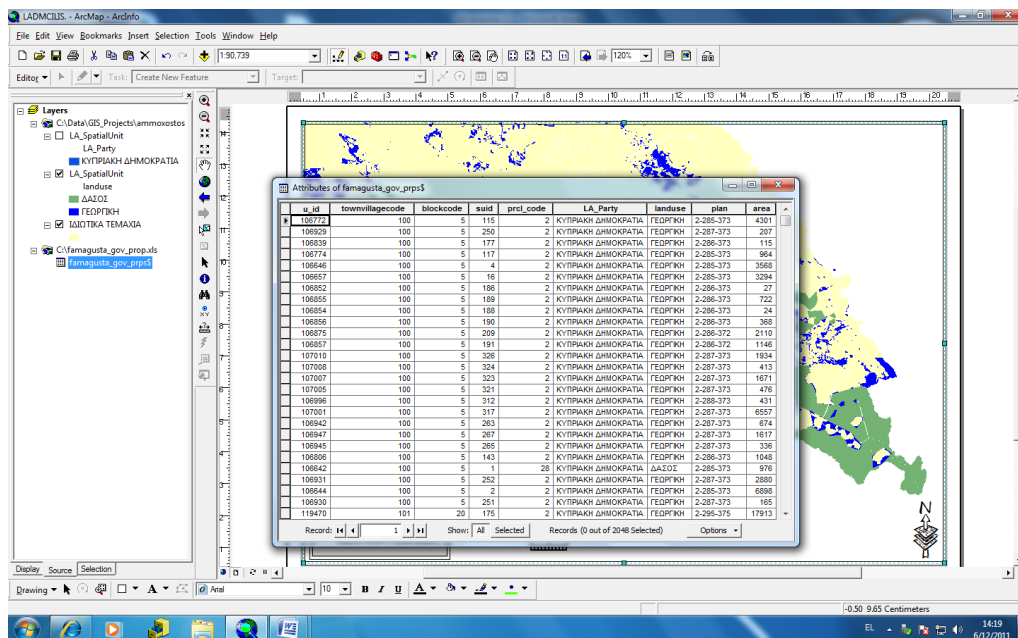 LADMCILIS. - ArcMap - ArcInfo
File Edit View Bookmarks Insert Selection Tools Window Help
1:90,739 120%
Editor Task: Create New Feature Target:
Layers
C:\Data\GIS_Projects\ammoxostos
LA_SpatialUnit
LA_Party
ΚΥΠΡΙΑΚΗ ΔΗΜΟΚΡΑΤΙΑ
LA_SpatialUnit
landuse
ΔΑΣΟΣ
ΓΕΩΡΓΙΚΗ
ΙΔΙΩΤΙΚΑ ΤΕΜΑΧΙΑ
C:\famagusta_gov_prop.xls
famagusta_gov_prps$
Attributes of famagusta_gov_prps$
u_id townvillagecode blockcode suid prcl_code LA_Party landuse plan area
106772 100 5 115 2 ΚΥΠΡΙΑΚΗ ΔΗΜΟΚΡΑΤΙΑ ΓΕΩΡΓΙΚΗ 2-285-373 4301
106929 100 5 250 2 ΚΥΠΡΙΑΚΗ ΔΗΜΟΚΡΑΤΙΑ ΓΕΩΡΓΙΚΗ 2-287-373 207
106839 100 5 177 2 ΚΥΠΡΙΑΚΗ ΔΗΜΟΚΡΑΤΙΑ ΓΕΩΡΓΙΚΗ 2-286-373 115
106774 100 5 117 2 ΚΥΠΡΙΑΚΗ ΔΗΜΟΚΡΑΤΙΑ ΓΕΩΡΓΙΚΗ 2-285-373 964
106646 100 5 4 2 ΚΥΠΡΙΑΚΗ ΔΗΜΟΚΡΑΤΙΑ ΓΕΩΡΓΙΚΗ 2-285-373 3568
106657 100 5 16 2 ΚΥΠΡΙΑΚΗ ΔΗΜΟΚΡΑΤΙΑ ΓΕΩΡΓΙΚΗ 2-285-373 3294
106852 100 5 186 2 ΚΥΠΡΙΑΚΗ ΔΗΜΟΚΡΑΤΙΑ ΓΕΩΡΓΙΚΗ 2-286-373 27
106855 100 5 189 2 ΚΥΠΡΙΑΚΗ ΔΗΜΟΚΡΑΤΙΑ ΓΕΩΡΓΙΚΗ 2-286-373 722
106854 100 5 188 2 ΚΥΠΡΙΑΚΗ ΔΗΜΟΚΡΑΤΙΑ ΓΕΩΡΓΙΚΗ 2-286-373 24
106856 100 5 190 2 ΚΥΠΡΙΑΚΗ ΔΗΜΟΚΡΑΤΙΑ ΓΕΩΡΓΙΚΗ 2-286-373 368
106875 100 5 209 2 ΚΥΠΡΙΑΚΗ ΔΗΜΟΚΡΑΤΙΑ ΓΕΩΡΓΙΚΗ 2-286-372 2110
106857 100 5 191 2 ΚΥΠΡΙΑΚΗ ΔΗΜΟΚΡΑΤΙΑ ΓΕΩΡΓΙΚΗ 2-286-372 1146
107010 100 5 326 2 ΚΥΠΡΙΑΚΗ ΔΗΜΟΚΡΑΤΙΑ ΓΕΩΡΓΙΚΗ 2-287-373 1934
107008 100 5 324 2 ΚΥΠΡΙΑΚΗ ΔΗΜΟΚΡΑΤΙΑ ΓΕΩΡΓΙΚΗ 2-287-373 413
107007 100 5 323 2 ΚΥΠΡΙΑΚΗ ΔΗΜΟΚΡΑΤΙΑ ΓΕΩΡΓΙΚΗ 2-287-373 1671
107005 100 5 321 2 ΚΥΠΡΙΑΚΗ ΔΗΜΟΚΡΑΤΙΑ ΓΕΩΡΓΙΚΗ 2-287-373 476
106996 100 5 312 2 ΚΥΠΡΙΑΚΗ ΔΗΜΟΚΡΑΤΙΑ ΓΕΩΡΓΙΚΗ 2-288-373 431
107001 100 5 317 2 ΚΥΠΡΙΑΚΗ ΔΗΜΟΚΡΑΤΙΑ ΓΕΩΡΓΙΚΗ 2-287-373 6557
106942 100 5 263 2 ΚΥΠΡΙΑΚΗ ΔΗΜΟΚΡΑΤΙΑ ΓΕΩΡΓΙΚΗ 2-287-373 674
106947 100 5 267 2 ΚΥΠΡΙΑΚΗ ΔΗΜΟΚΡΑΤΙΑ ΓΕΩΡΓΙΚΗ 2-287-373 1617
106945 100 5 265 2 ΚΥΠΡΙΑΚΗ ΔΗΜΟΚΡΑΤΙΑ ΓΕΩΡΓΙΚΗ 2-287-373 336
106806 100 5 143 2 ΚΥΠΡΙΑΚΗ ΔΗΜΟΚΡΑΤΙΑ ΓΕΩΡΓΙΚΗ 2-286-373 1048
106642 100 5 1 28 ΚΥΠΡΙΑΚΗ ΔΗΜΟΚΡΑΤΙΑ ΔΑΣΟΣ 2-285-373 976
106931 100 5 252 2 ΚΥΠΡΙΑΚΗ ΔΗΜΟΚΡΑΤΙΑ ΓΕΩΡΓΙΚΗ 2-287-373 2880
106644 100 5 2 2 ΚΥΠΡΙΑΚΗ ΔΗΜΟΚΡΑΤΙΑ ΓΕΩΡΓΙΚΗ 2-285-373 6898
106930 100 5 251 2 ΚΥΠΡΙΑΚΗ ΔΗΜΟΚΡΑΤΙΑ ΓΕΩΡΓΙΚΗ 2-287-373 165
119470 101 20 175 2 ΚΥΠΡΙΑΚΗ ΔΗΜΟΚΡΑΤΙΑ ΓΕΩΡΓΙΚΗ 2-295-375 17913
Record: 1 Show: All Selected Records (0 out of 2048 Selected) Options
N
Display Source Selection
Drawing A Arial 10 B I U A
-0.50 9.65 Centimeters
EL 14:19
6/12/2011